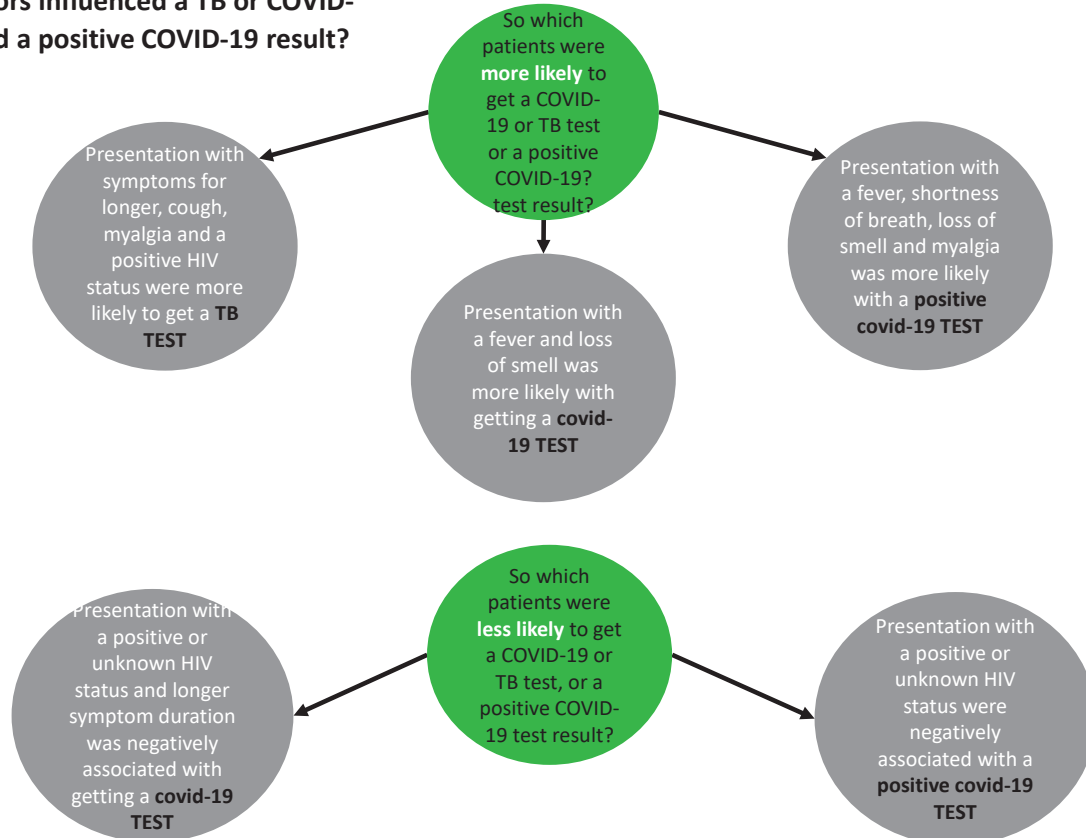 ors influenced a TB or COVID-
d a positive COVID-19 result?
So which
patients were
more likely to
get a COVID-
19 or TB test
or a positive
COVID-19?
test result?
Presentation with
symptoms for
longer, cough,
myalgia and a
positive HIV
status were more
likely to get a TB
TEST
Presentation with
a fever and loss
of smell was
more likely with
getting a covid-
19 TEST
Presentation with
a fever, shortness
of breath, loss of
smell and myalgia
was more likely
with a positive
covid-19 TEST
So which
patients were
less likely to get
a COVID-19 or
TB test, or a
positive COVID-
19 test result?
Presentation with
a positive or
unknown HIV
status and longer
symptom duration
was negatively
associated with
getting a covid-19
TEST
Presentation with
a positive or
unknown HIV
status were
negatively
associated with a
positive covid-19
TEST